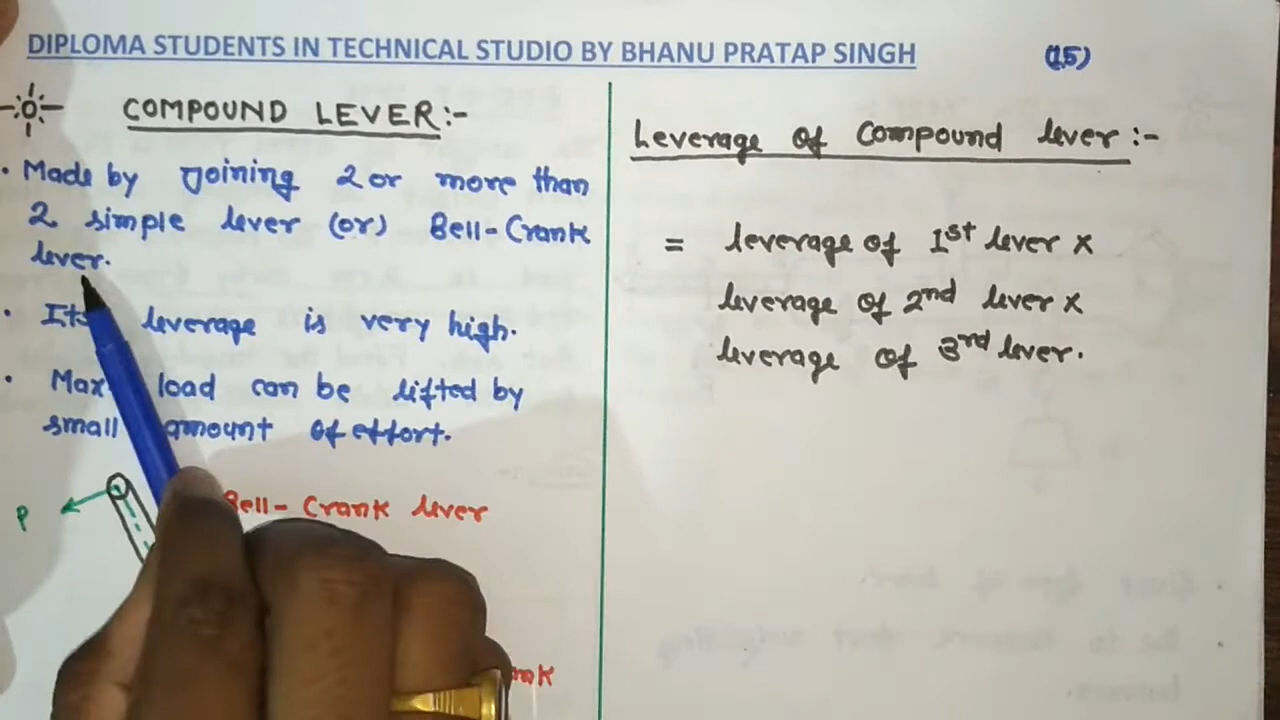 DIPLOMA STUDENTS IN TECHNICAL STUDIO BY BHANU PRATAP SINGH (15)
COMPOUND LEVER:-
• Made by joining 2 or more than
2 simple lever (or) Bell-Crank
lever.
• Its leverage is very high.
• Max. load can be lifted by
small amount of effort.
P
Bell-Crank lever
Leverage of Compound lever:-
= leverage of 1st lever ×
leverage of 2nd lever ×
leverage of 3rd lever.